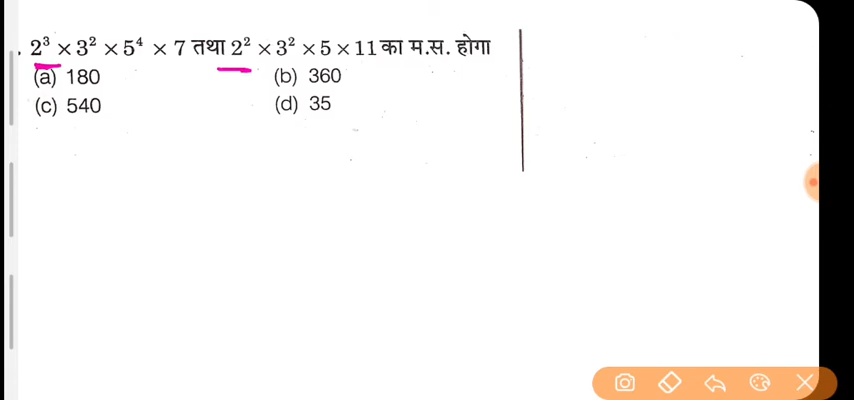 . 2³ × 3² × 5⁴ × 7 तथा 2² × 3² × 5 × 11 का म.स. होगा
(a) 180 (b) 360
(c) 540 (d) 35